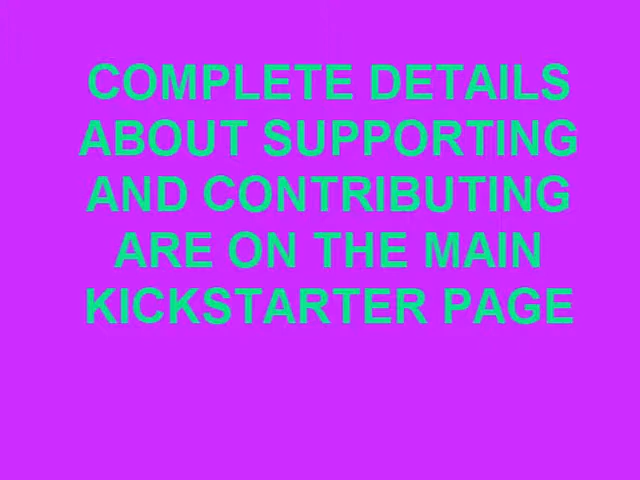 COMPLETE DETAILS
ABOUT SUPPORTING
AND CONTRIBUTING
ARE ON THE MAIN
KICKSTARTER PAGE